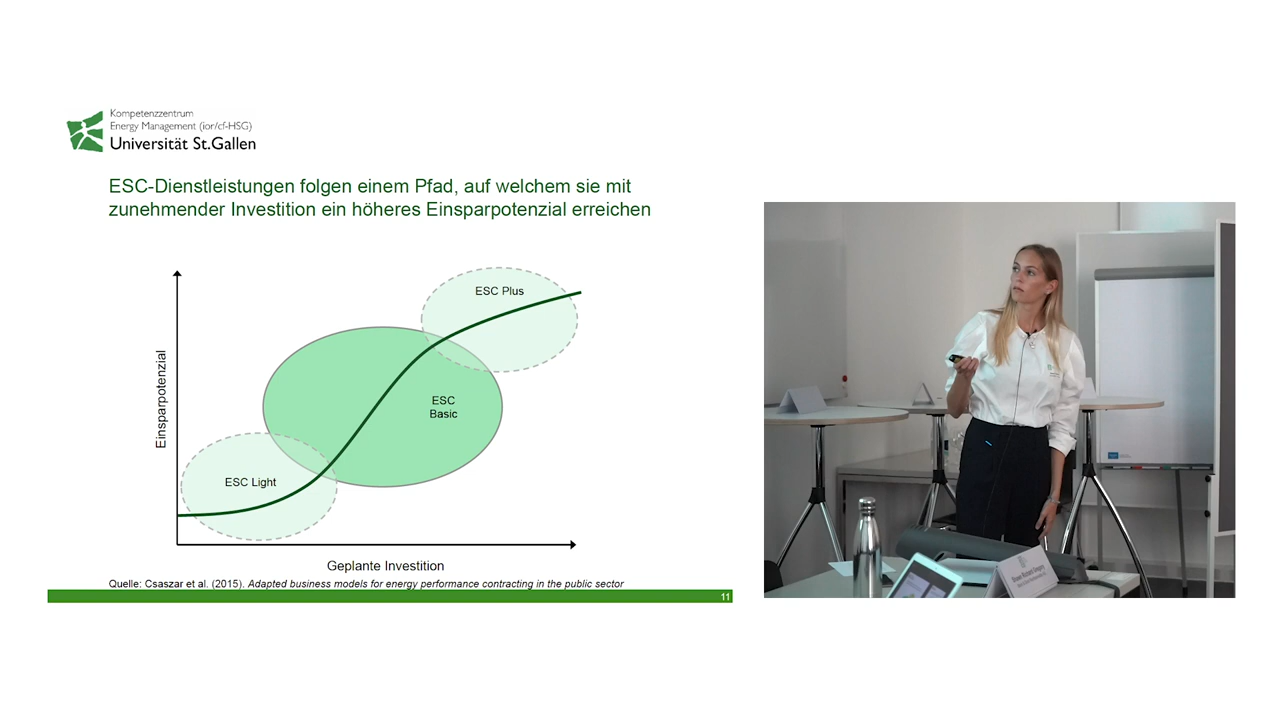 Kompetenzzentrum
Energy Management (ior/cf-HSG)
Universität St.Gallen
ESC-Dienstleistungen folgen einem Pfad, auf welchem sie mit
zunehmender Investition ein höheres Einsparpotenzial erreichen
ESC Plus
Einsparpotenzial
ESC
Basic
ESC Light
Geplante Investition
Quelle: Csaszar et al. (2015). Adapted business models for energy performance contracting in the public sector
11